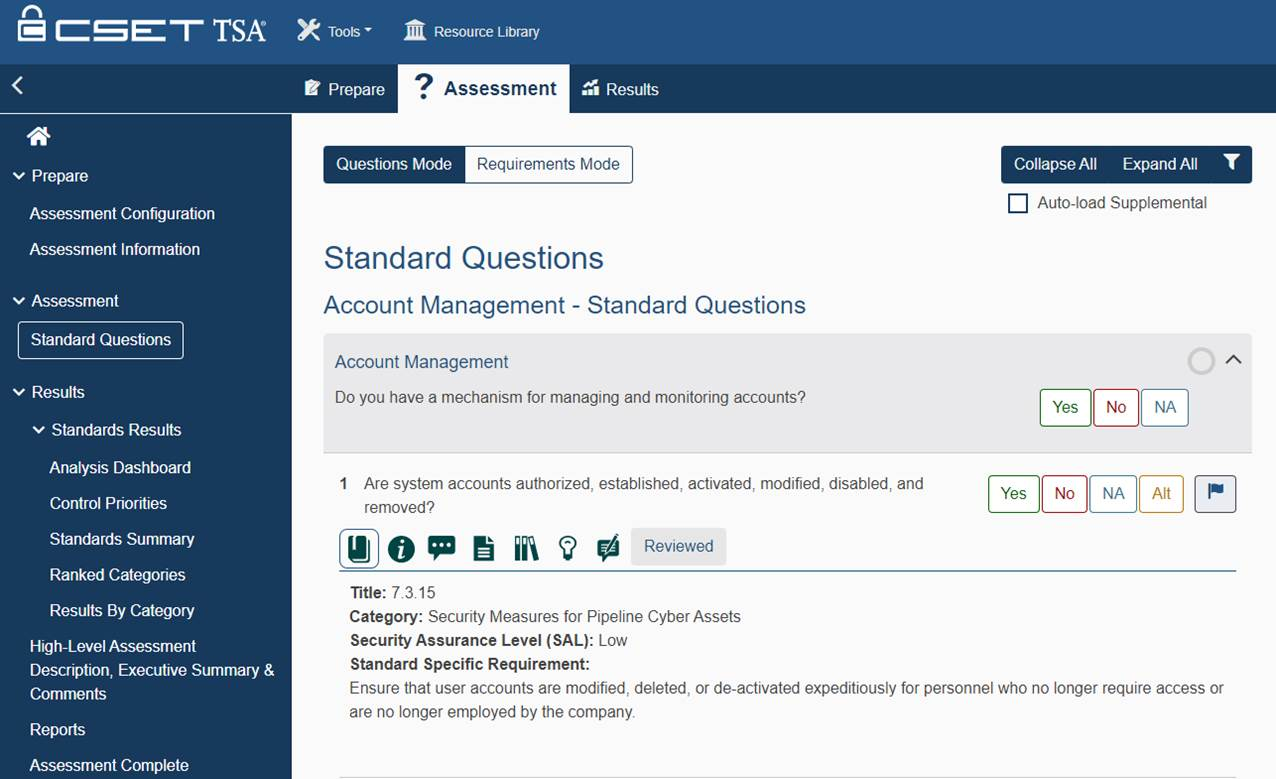 CSET TSA®
Tools
Resource Library
Prepare
? Assessment
Results
Prepare
Assessment Configuration
Assessment Information
Assessment
Standard Questions
Results
Standards Results
Analysis Dashboard
Control Priorities
Standards Summary
Ranked Categories
Results By Category
High-Level Assessment
Description, Executive Summary &
Comments
Reports
Assessment Complete
Questions Mode Requirements Mode
Collapse All Expand All
Auto-load Supplemental
Standard Questions
Account Management - Standard Questions
Account Management
Do you have a mechanism for managing and monitoring accounts?
Yes No NA
1 Are system accounts authorized, established, activated, modified, disabled, and
removed?
Yes No NA Alt
Reviewed
Title: 7.3.15
Category: Security Measures for Pipeline Cyber Assets
Security Assurance Level (SAL): Low
Standard Specific Requirement:
Ensure that user accounts are modified, deleted, or de-activated expeditiously for personnel who no longer require access or
are no longer employed by the company.